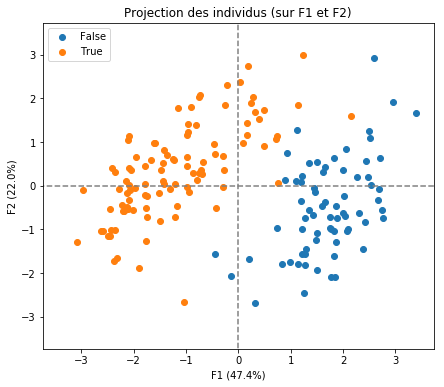 Projection des individus (sur F1 et F2)
False
True
3
2
1
0
−1
−2
−3
F2 (22.0%)
−3
−2
−1
0
1
2
3
F1 (47.4%)